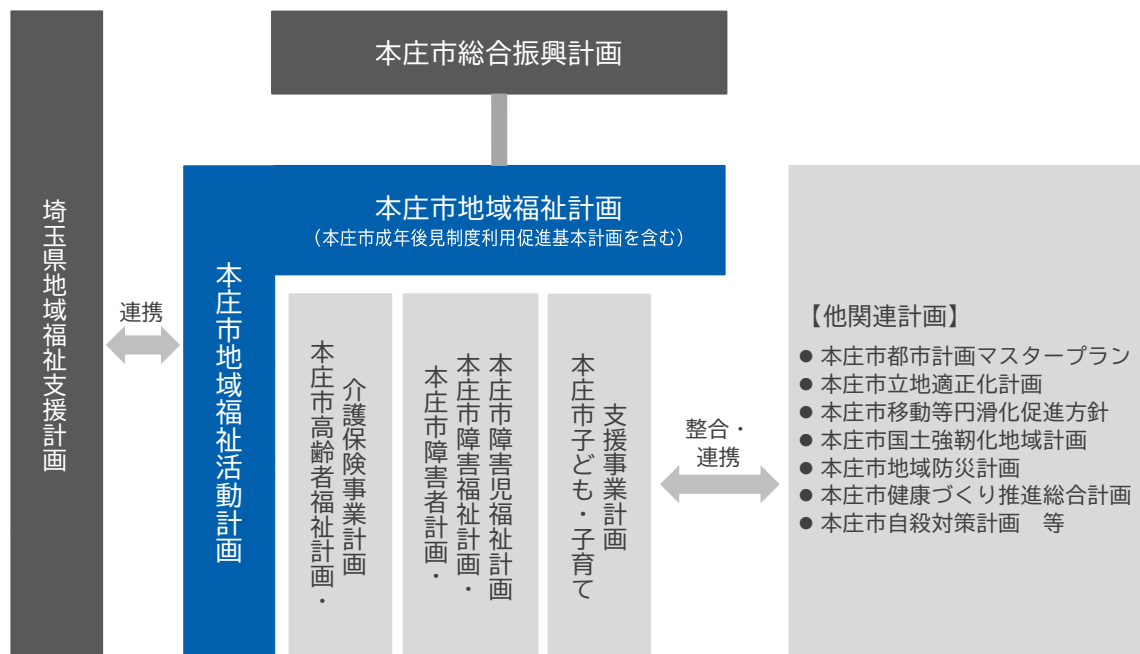 本庄市総合振興計画
埼玉県地域福祉支援計画
連携
本庄市地域福祉計画
（本庄市成年後見制度利用促進基本計画を含む）
本庄市地域福祉活動計画
本庄市高齢者福祉計画・
介護保険事業計画
本庄市障害者計画・
本庄市障害福祉計画・
本庄市障害児福祉計画
本庄市子ども・子育て
支援事業計画
整合・
連携
【他関連計画】
● 本庄市都市計画マスタープラン
● 本庄市立地適正化計画
● 本庄市移動等円滑化促進方針
● 本庄市国土強靭化地域計画
● 本庄市地域防災計画
● 本庄市健康づくり推進総合計画
● 本庄市自殺対策計画　等